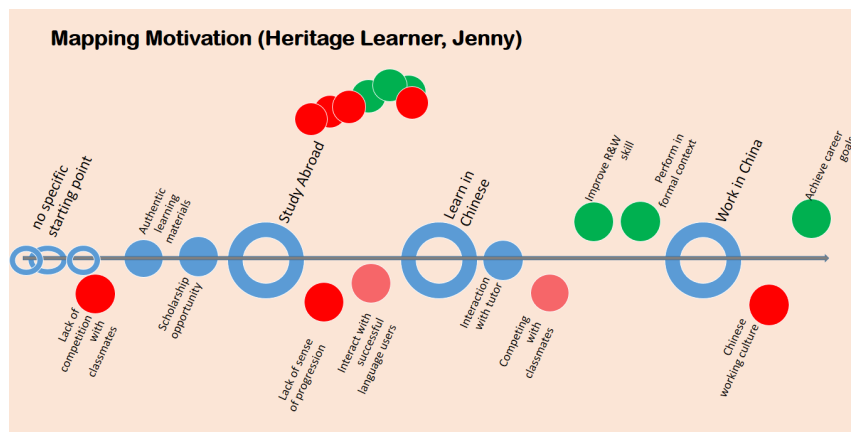 Mapping Motivation (Heritage Learner, Jenny)
no specific
starting point
Lack of
competition
with
classmates
Authentic
learning
materials
Scholarship
opportunity
Study Abroad
Lack of sense
of progression
Interact with
successful
language users
Learn in
Chinese
Interaction
with tutor
Competing
with
classmates
Improve R&W
skill
Perform in
formal context
Work in China
Chinese
working culture
Achieve career
goals